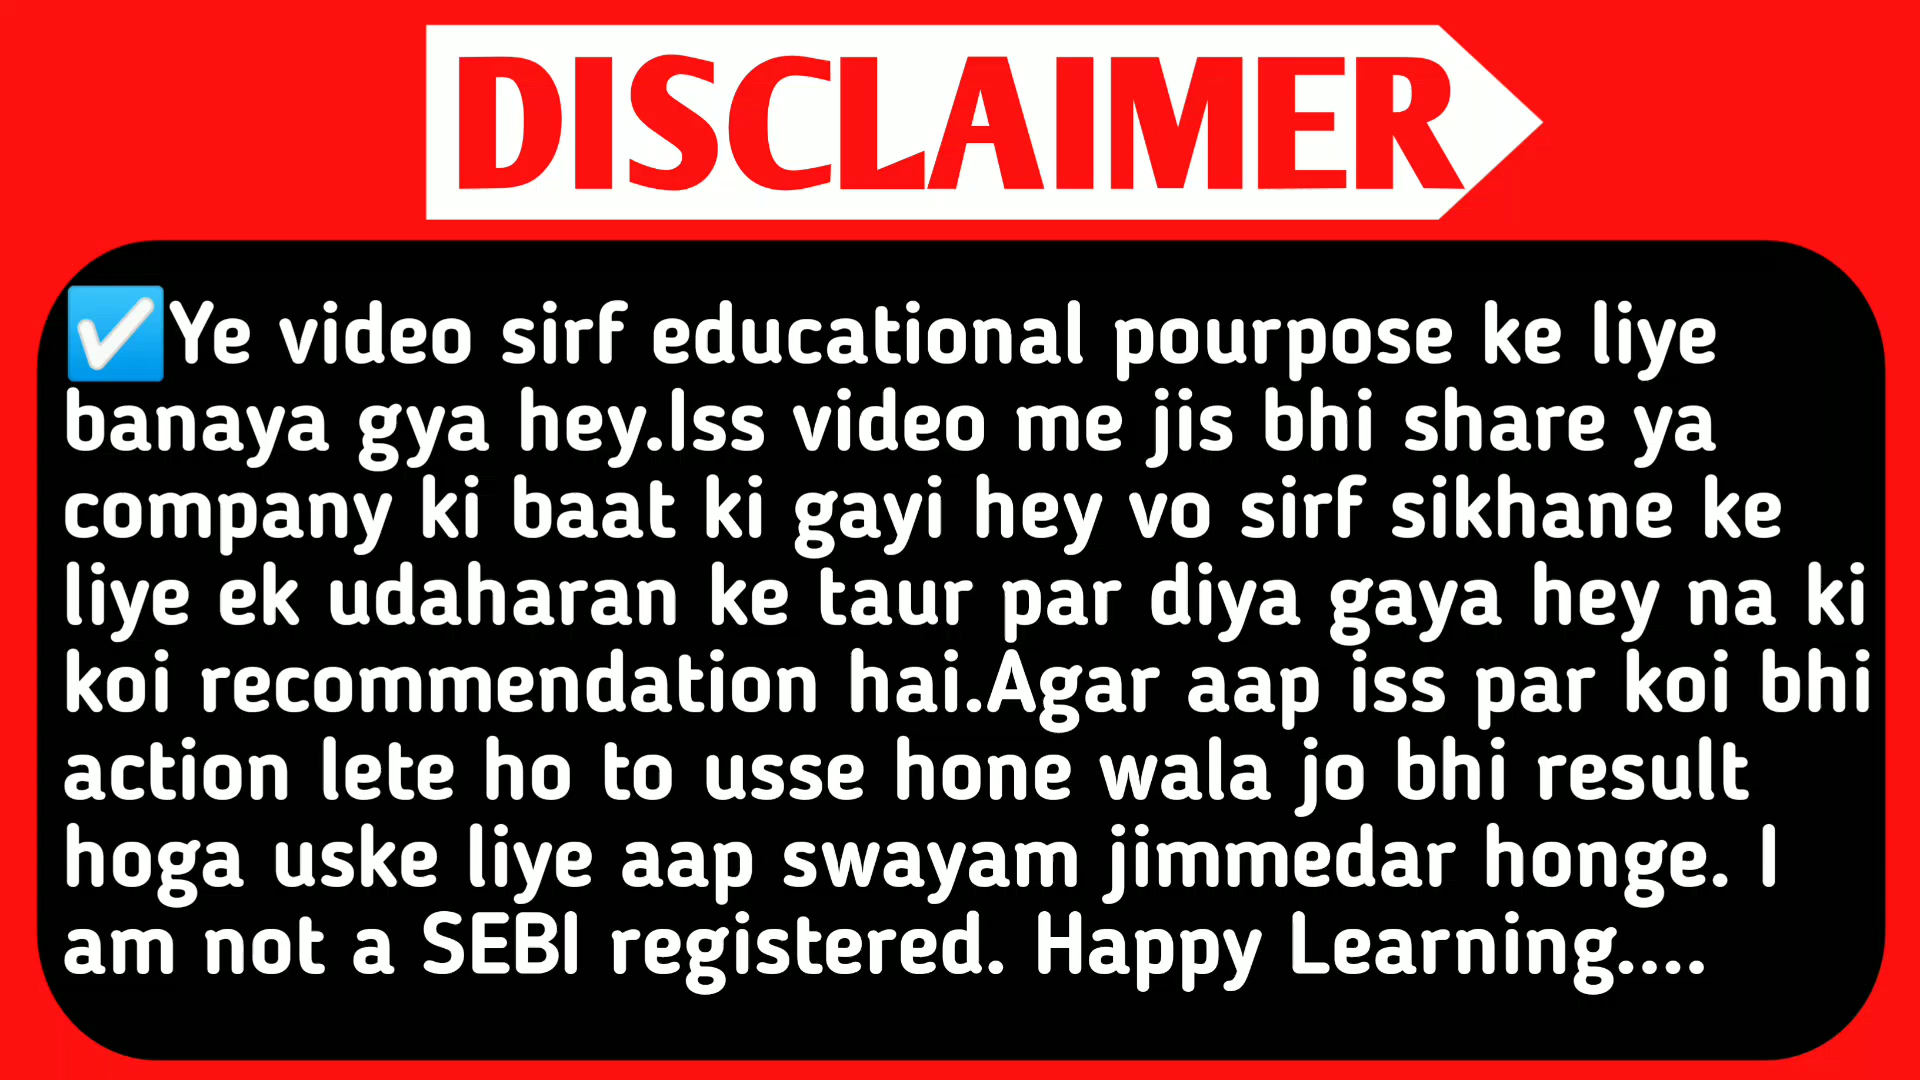 DISCLAIMER
☑️Ye video sirf educational pourpose ke liye
banaya gya hey.Iss video me jis bhi share ya
company ki baat ki gayi hey vo sirf sikhane ke
liye ek udaharan ke taur par diya gaya hey na ki
koi recommendation hai.Agar aap iss par koi bhi
action lete ho to usse hone wala jo bhi result
hoga uske liye aap swayam jimmedar honge. I
am not a SEBI registered. Happy Learning....